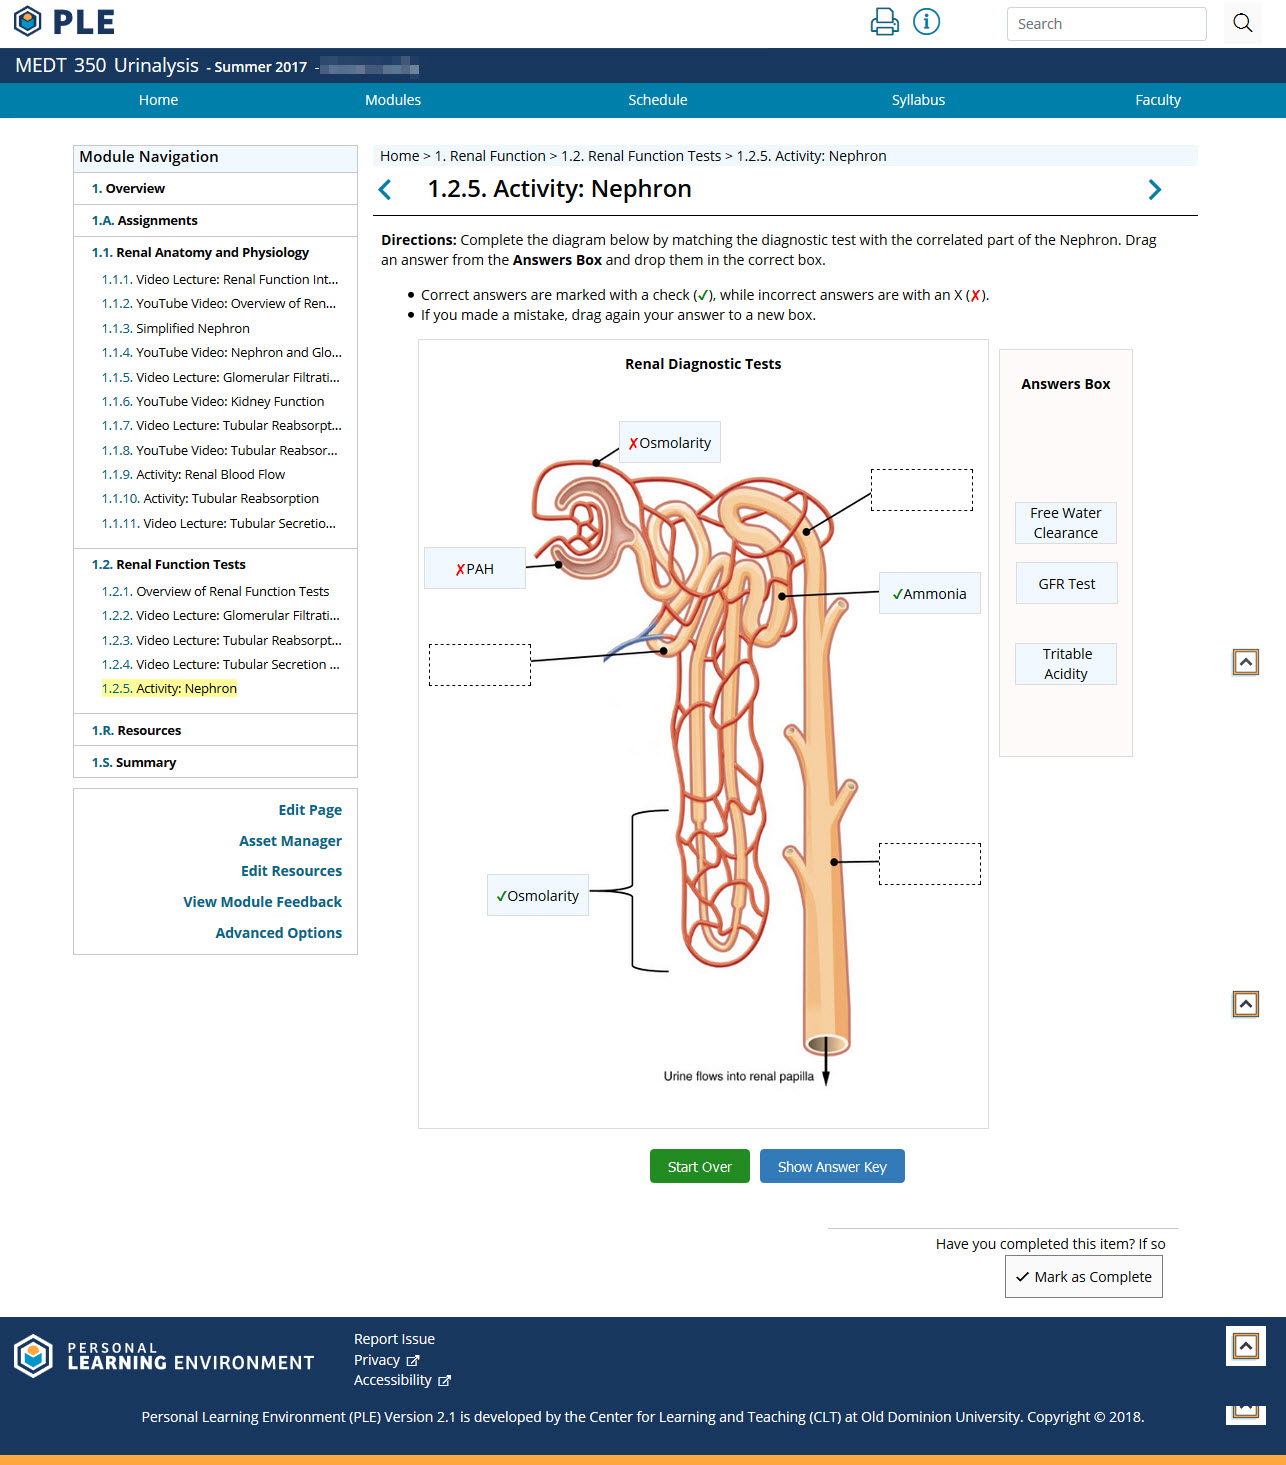 PLE
Search
MEDT 350 Urinalysis - Summer 2017 -
Home
Modules
Schedule
Syllabus
Faculty
Module Navigation
1. Overview
1.A. Assignments
1.1. Renal Anatomy and Physiology
1.1.1. Video Lecture: Renal Function Int...
1.1.2. YouTube Video: Overview of Ren...
1.1.3. Simplified Nephron
1.1.4. YouTube Video: Nephron and Glo...
1.1.5. Video Lecture: Glomerular Filtrati...
1.1.6. YouTube Video: Kidney Function
1.1.7. Video Lecture: Tubular Reabsorpt...
1.1.8. YouTube Video: Tubular Reabsor...
1.1.9. Activity: Renal Blood Flow
1.1.10. Activity: Tubular Reabsorption
1.1.11. Video Lecture: Tubular Secretio...
1.2. Renal Function Tests
1.2.1. Overview of Renal Function Tests
1.2.2. Video Lecture: Glomerular Filtrati...
1.2.3. Video Lecture: Tubular Reabsorpt...
1.2.4. Video Lecture: Tubular Secretion ...
1.2.5. Activity: Nephron
1.R. Resources
1.S. Summary
Edit Page
Asset Manager
Edit Resources
View Module Feedback
Advanced Options
Home > 1. Renal Function > 1.2. Renal Function Tests > 1.2.5. Activity: Nephron
1.2.5. Activity: Nephron
Directions: Complete the diagram below by matching the diagnostic test with the correlated part of the Nephron. Drag
an answer from the Answers Box and drop them in the correct box.
• Correct answers are marked with a check (✓), while incorrect answers are with an X (✗).
• If you made a mistake, drag again your answer to a new box.
Renal Diagnostic Tests
✗Osmolarity
✗PAH
✓Ammonia
✓Osmolarity
Urine flows into renal papilla
Answers Box
Free Water
Clearance
GFR Test
Tritable
Acidity
Start Over
Show Answer Key
Have you completed this item? If so
✓ Mark as Complete
PERSONAL
LEARNING ENVIRONMENT
Report Issue
Privacy
Accessibility
Personal Learning Environment (PLE) Version 2.1 is developed by the Center for Learning and Teaching (CLT) at Old Dominion University. Copyright © 2018.